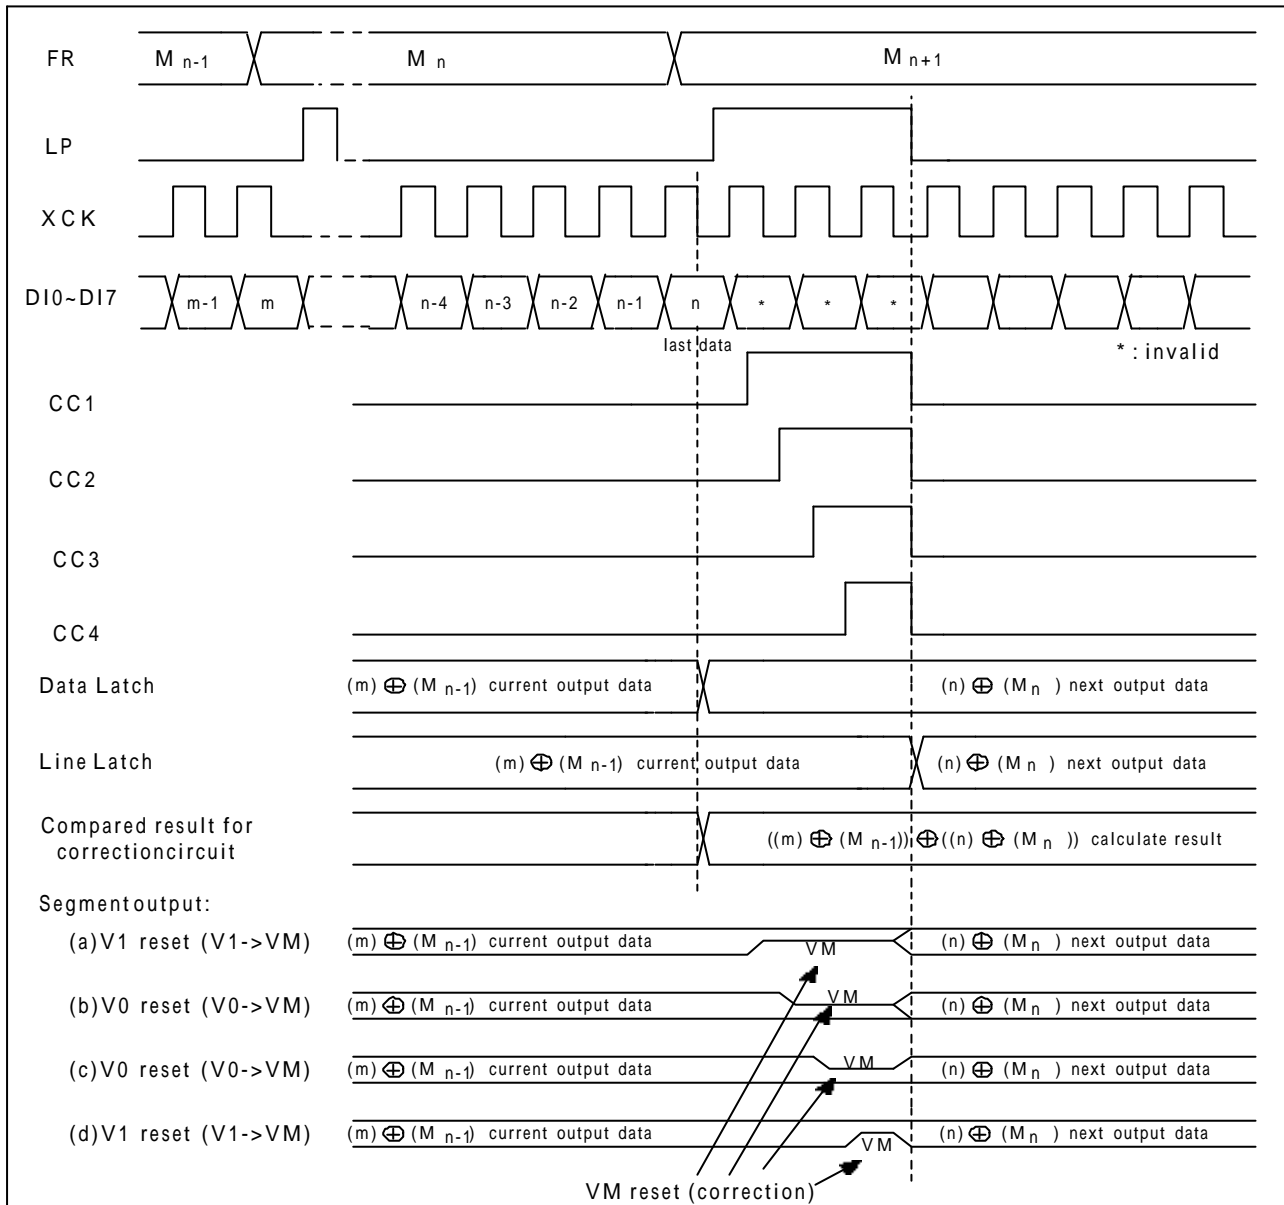 FR M n-1 M n M n+1
LP
XCK
DI0~DI7 m-1 m n-4 n-3 n-2 n-1 n * * *
last data * : invalid
CC1
CC2
CC3
CC4
Data Latch (m) ⊕ (M n-1) current output data (n) ⊕ (M n ) next output data
Line Latch (m) ⊕ (M n-1) current output data (n) ⊕ (M n ) next output data
Compared result for
correctioncircuit ((m) ⊕ (M n-1)) ⊕ ((n) ⊕ (M n )) calculate result
Segment output:
(a) V1 reset (V1->VM) (m) ⊕ (M n-1) current output data VM (n) ⊕ (M n ) next output data
(b) V0 reset (V0->VM) (m) ⊕ (M n-1) current output data VM (n) ⊕ (M n ) next output data
(c) V0 reset (V0->VM) (m) ⊕ (M n-1) current output data VM (n) ⊕ (M n ) next output data
(d) V1 reset (V1->VM) (m) ⊕ (M n-1) current output data VM (n) ⊕ (M n ) next output data
VM reset (correction)